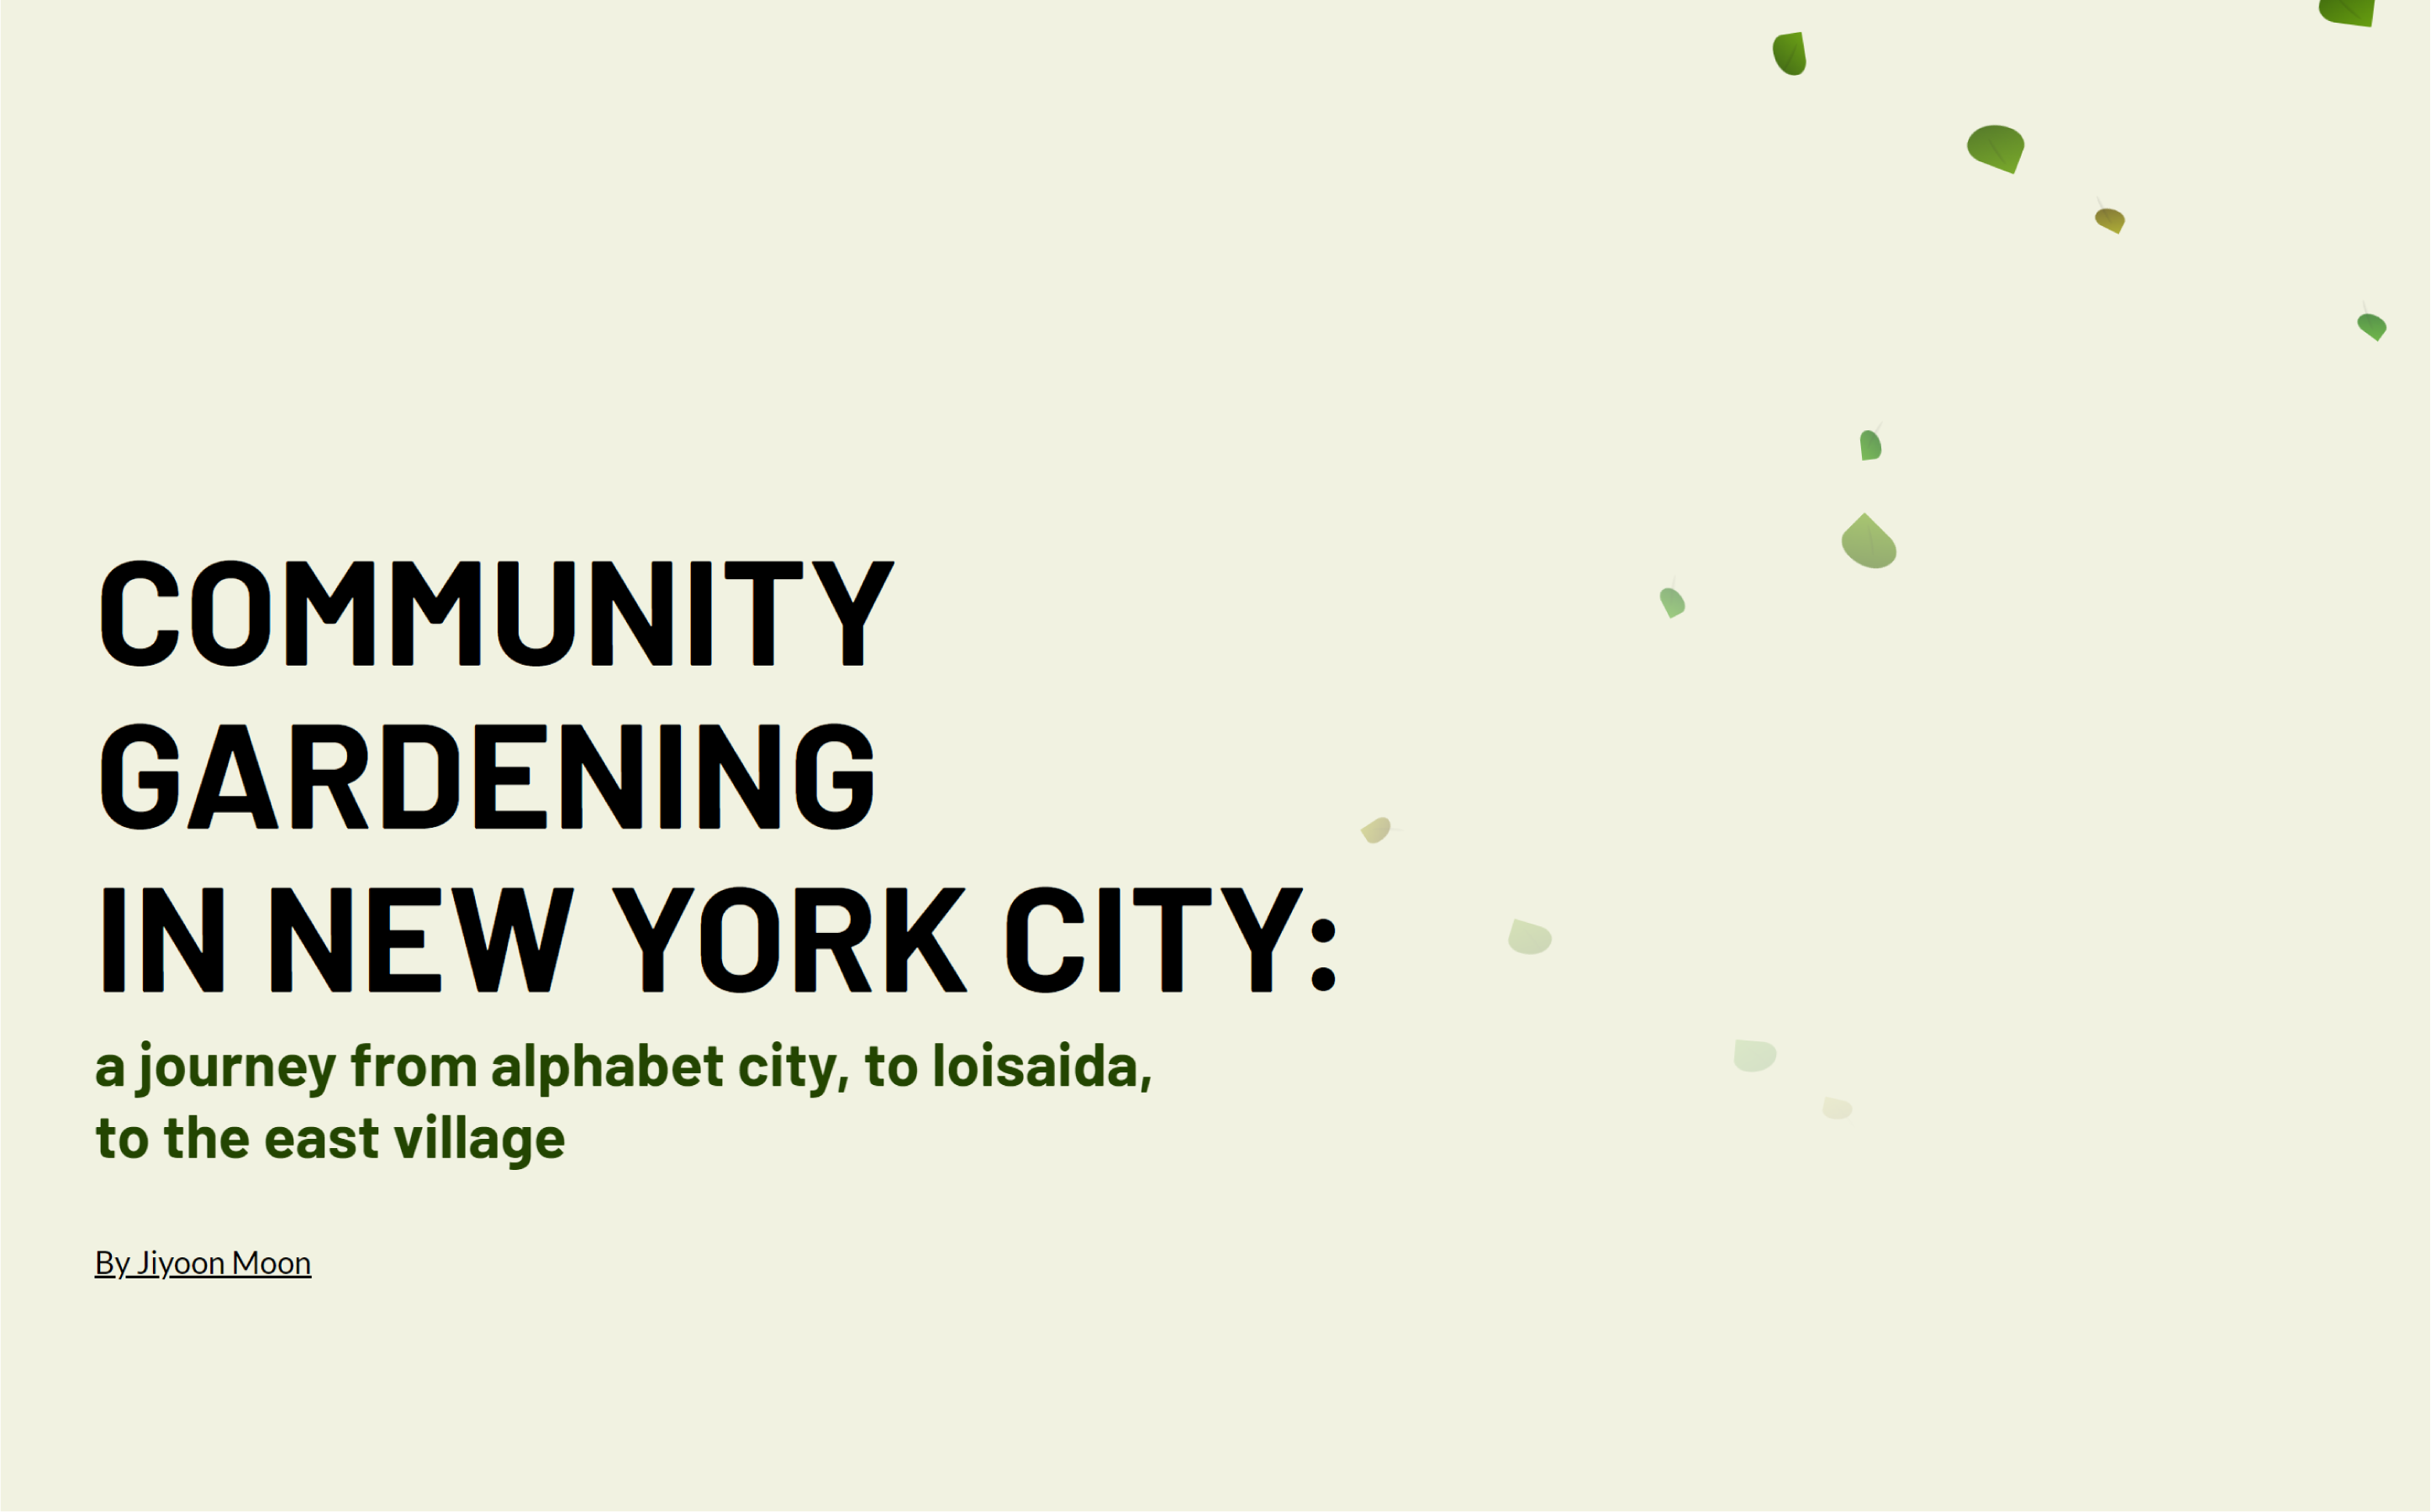 COMMUNITY
GARDENING
IN NEW YORK CITY:
a journey from alphabet city, to loisaida,
to the east village
By Jiyoon Moon